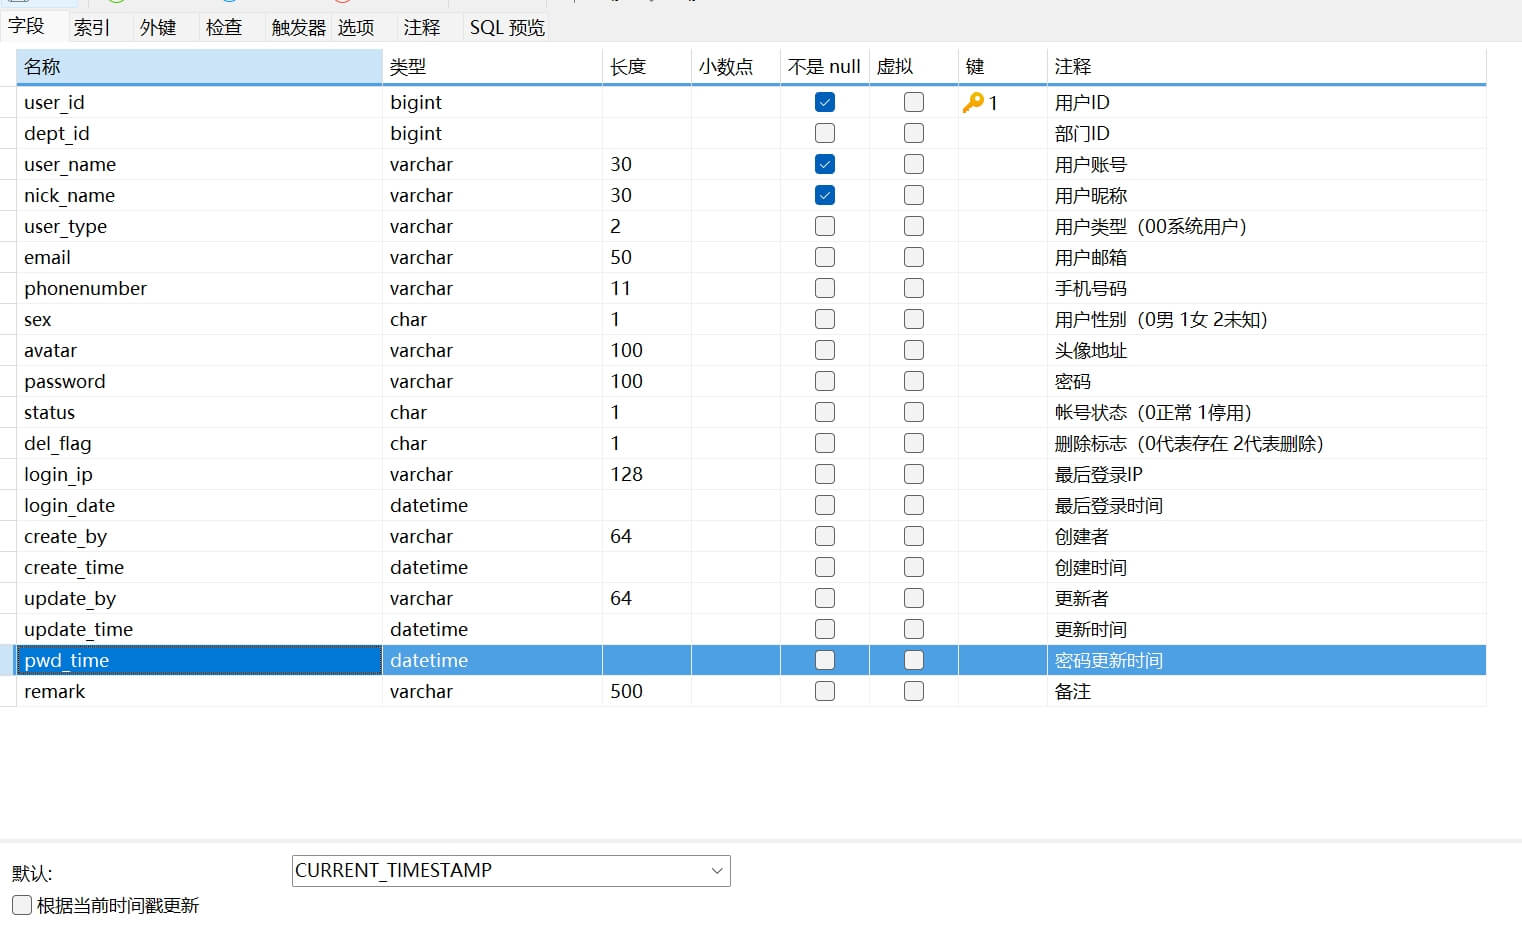 字段 索引 外键 检查 触发器 选项 注释 SQL 预览
名称 类型 长度 小数点 不是 null 虚拟 键 注释
user_id bigint 1 用户ID
dept_id bigint 部门ID
user_name varchar 30 用户账号
nick_name varchar 30 用户昵称
user_type varchar 2 用户类型（00系统用户）
email varchar 50 用户邮箱
phonenumber varchar 11 手机号码
sex char 1 用户性别（0男 1女 2未知）
avatar varchar 100 头像地址
password varchar 100 密码
status char 1 帐号状态（0正常 1停用）
del_flag char 1 删除标志（0代表存在 2代表删除）
login_ip varchar 128 最后登录IP
login_date datetime 最后登录时间
create_by varchar 64 创建者
create_time datetime 创建时间
update_by varchar 64 更新者
update_time datetime 更新时间
pwd_time datetime 密码更新时间
remark varchar 500 备注
默认: CURRENT_TIMESTAMP
根据当前时间戳更新